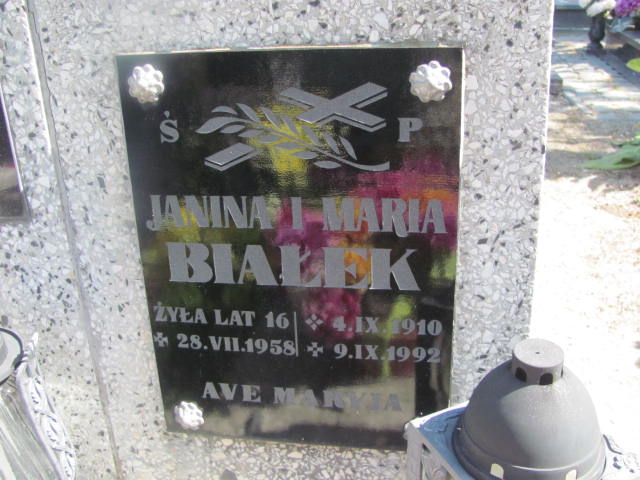 Ś P
JANINA I MARIA
BIAŁEK
ŻYŁA LAT 16 4.IX.1910
28.VII.1958 9.IX.1992
AVE MARYJA